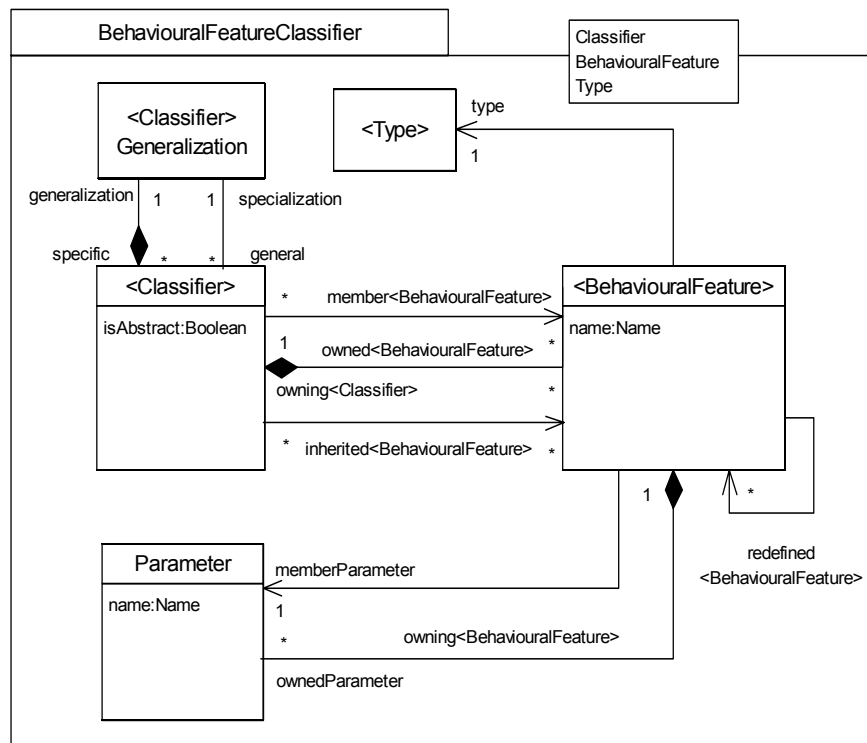 BehaviouralFeatureClassifier
Classifier
BehaviouralFeature
Type
<Classifier>
Generalization
<Type>
type
1
generalization
1
1
specialization
specific
*
*
general
<Classifier>
isAbstract:Boolean
<BehaviouralFeature>
name:Name
*
member<BehaviouralFeature>
1
owned<BehaviouralFeature>
*
owning<Classifier>
*
*
inherited<BehaviouralFeature>
*
1
*
redefined
<BehaviouralFeature>
Parameter
name:Name
memberParameter
1
*
owning<BehaviouralFeature>
ownedParameter